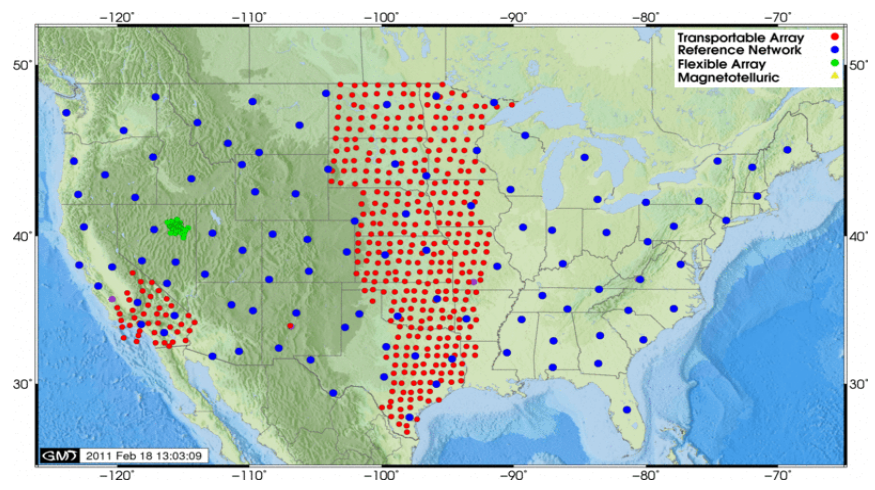 −120° −110° −100° −90° −80° −70°
Transportable Array
Reference Network
Flexible Array
Magnetotelluric
50° 50°
40° 40°
30° 30°
GMD 2011 Feb 18 13:03:09
−120° −110° −100° −90° −80° −70°